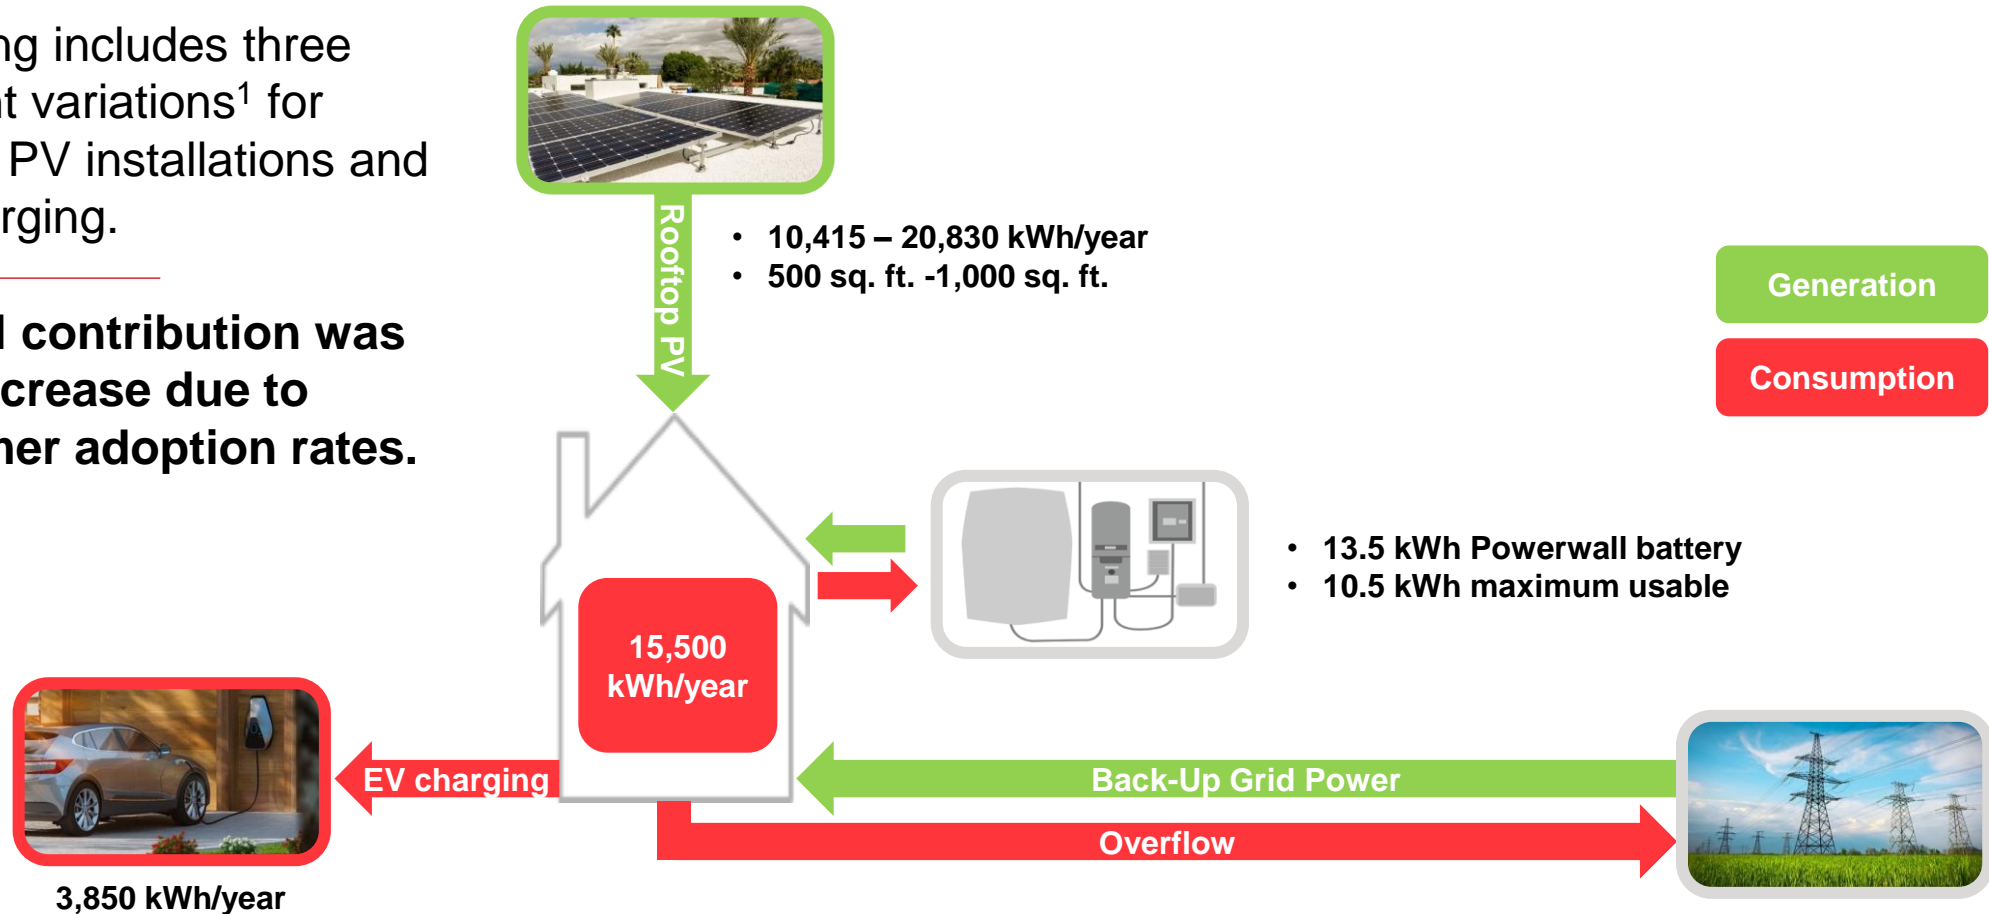 ng includes three
nt variations¹ for
PV installations and
rging.
l contribution was
crease due to
ner adoption rates.
Rooftop PV
• 10,415 – 20,830 kWh/year
• 500 sq. ft. -1,000 sq. ft.
Generation
Consumption
• 13.5 kWh Powerwall battery
• 10.5 kWh maximum usable
15,500
kWh/year
EV charging
Back-Up Grid Power
Overflow
3,850 kWh/year